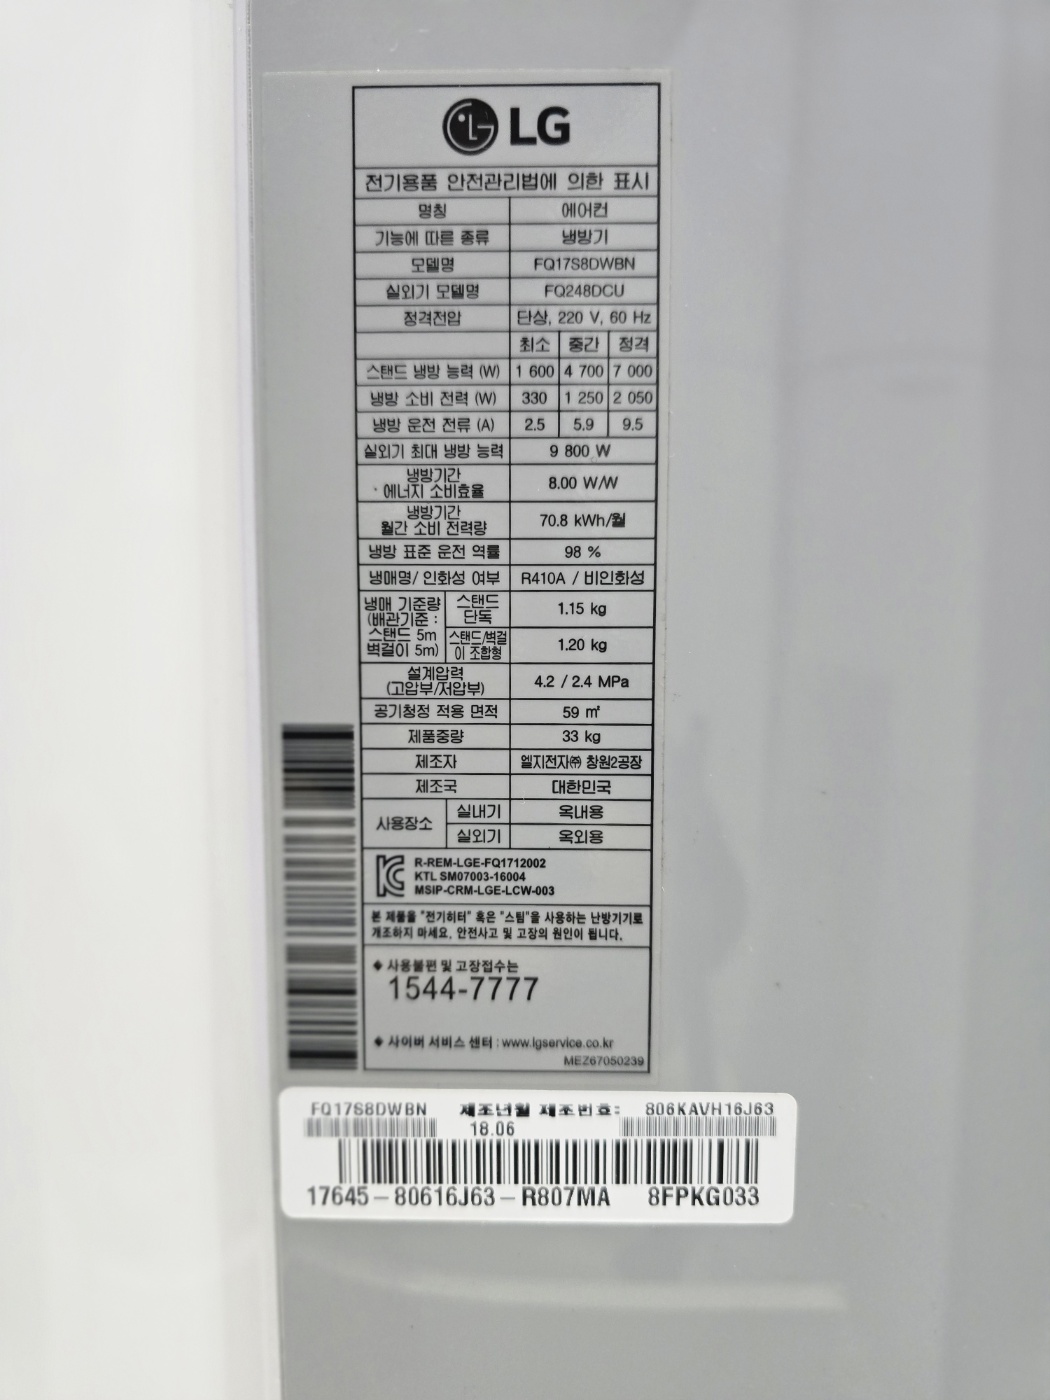 LG
전기용품 안전관리법에 의한 표시
명칭 에어컨
기능에 따른 종류 냉방기
모델명 FQ17S8DWBN
실외기 모델명 FQ248DCU
정격전압 단상, 220 V, 60 Hz
최소 중간 정격
스탠드 냉방 능력 (W) 1 600 4 700 7 000
냉방 소비 전력 (W) 330 1 250 2 050
냉방 운전 전류 (A) 2.5 5.9 9.5
실외기 최대 냉방 능력 9 800 W
냉방기간
에너지 소비효율 8.00 W/W
냉방기간
월간 소비 전력량 70.8 kWh/월
냉방 표준 운전 역률 98 %
냉매명/ 인화성 여부 R410A / 비인화성
냉매 기준량
(배관기준 :
스탠드 5m
벽걸이 5m)
스탠드
단독 1.15 kg
스탠드/벽걸
이 조합형 1.20 kg
설계압력
(고압부/저압부) 4.2 / 2.4 MPa
공기청정 적용 면적 59 ㎡
제품중량 33 kg
제조자 엘지전자㈜ 창원2공장
제조국 대한민국
사용장소 실내기 옥내용
실외기 옥외용
R-REM-LGE-FQ1712002
KTL SM07003-16004
MSIP-CRM-LGE-LCW-003
본 제품을 "전기히터" 혹은 "스팀"을 사용하는 난방기기로
개조하지 마세요. 안전사고 및 고장의 원인이 됩니다.
◆ 사용불편 및 고장접수는
1544-7777
◆ 사이버 서비스 센터 : www.lgservice.co.kr
MEZ67050239
FQ17S8DWBN 제조년월 제조번호: 806KAVH16J63
18.06
17645-80616J63-R807MA 8FPKG033